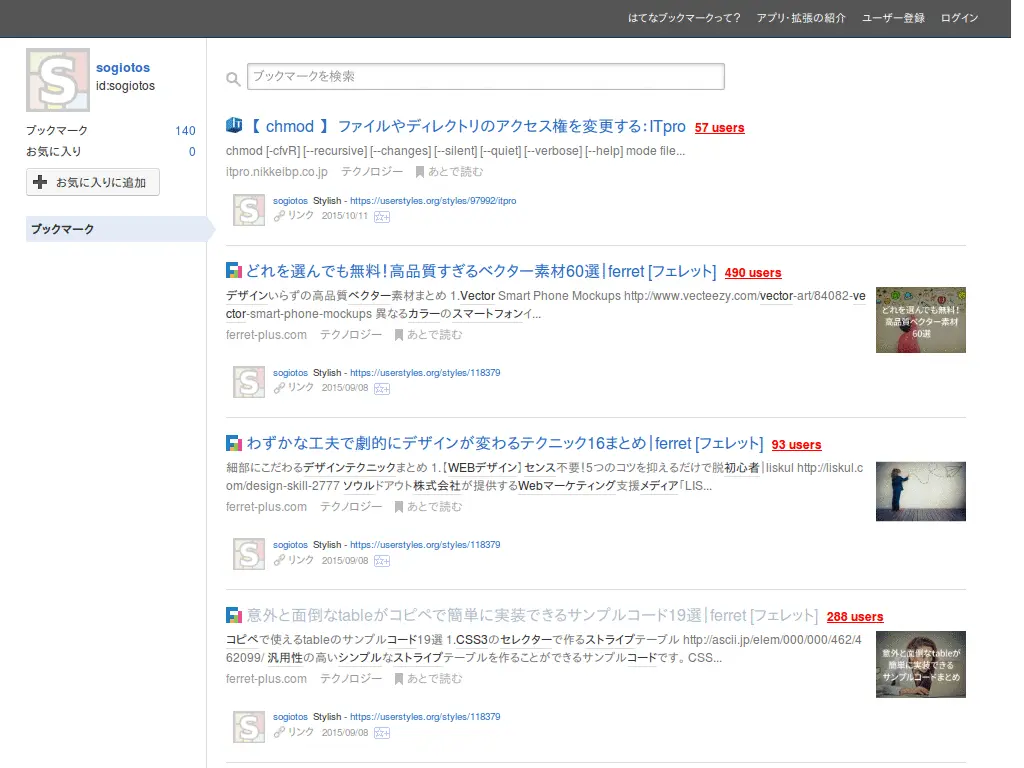 はてなブックマークって？ アプリ・拡張の紹介 ユーザー登録 ログイン
sogiotos
id:sogiotos
ブックマーク 140
お気に入り 0
お気に入りに追加
ブックマーク
ブックマークを検索
【 chmod 】 ファイルやディレクトリのアクセス権を変更する：ITpro 57 users
chmod [-cfvR] [--recursive] [--changes] [--silent] [--quiet] [--verbose] [--help] mode file...
itpro.nikkeibp.co.jp テクノロジー あとで読む
sogiotos Stylish - https://userstyles.org/styles/97992/itpro
リンク 2015/10/11
どれを選んでも無料！高品質すぎるベクター素材60選｜ferret [フェレット] 490 users
デザインいらずの高品質ベクター素材まとめ 1.Vector Smart Phone Mockups http://www.vecteezy.com/vector-art/84082-ve
ctor-smart-phone-mockups 異なるカラーのスマートフォンイ...
ferret-plus.com テクノロジー あとで読む
どれを選んでも無料！
高品質ベクター素材
60選
sogiotos Stylish - https://userstyles.org/styles/118379
リンク 2015/09/08
わずかな工夫で劇的にデザインが変わるテクニック16まとめ｜ferret [フェレット] 93 users
細部にこだわるデザインテクニックまとめ 1.【WEBデザイン】センス不要！5つのコツを抑えるだけで脱初心者｜liskul http://liskul.c
om/design-skill-2777 ソウルドアウト株式会社が提供するWebマーケティング支援メディア「LIS...
ferret-plus.com テクノロジー あとで読む
sogiotos Stylish - https://userstyles.org/styles/118379
リンク 2015/09/08
意外と面倒なtableがコピペで簡単に実装できるサンプルコード19選｜ferret [フェレット] 288 users
コピペで使えるtableのサンプルコード19選 1.CSS3のセレクターで作るストライプテーブル http://ascii.jp/elem/000/000/462/4
62099/ 汎用性の高いシンプルなストライプテーブルを作ることができるサンプルコードです。 CSS...
ferret-plus.com テクノロジー あとで読む
意外と面倒なtableが
簡単に実装できる
サンプルコードまとめ
sogiotos Stylish - https://userstyles.org/styles/118379
リンク 2015/09/08